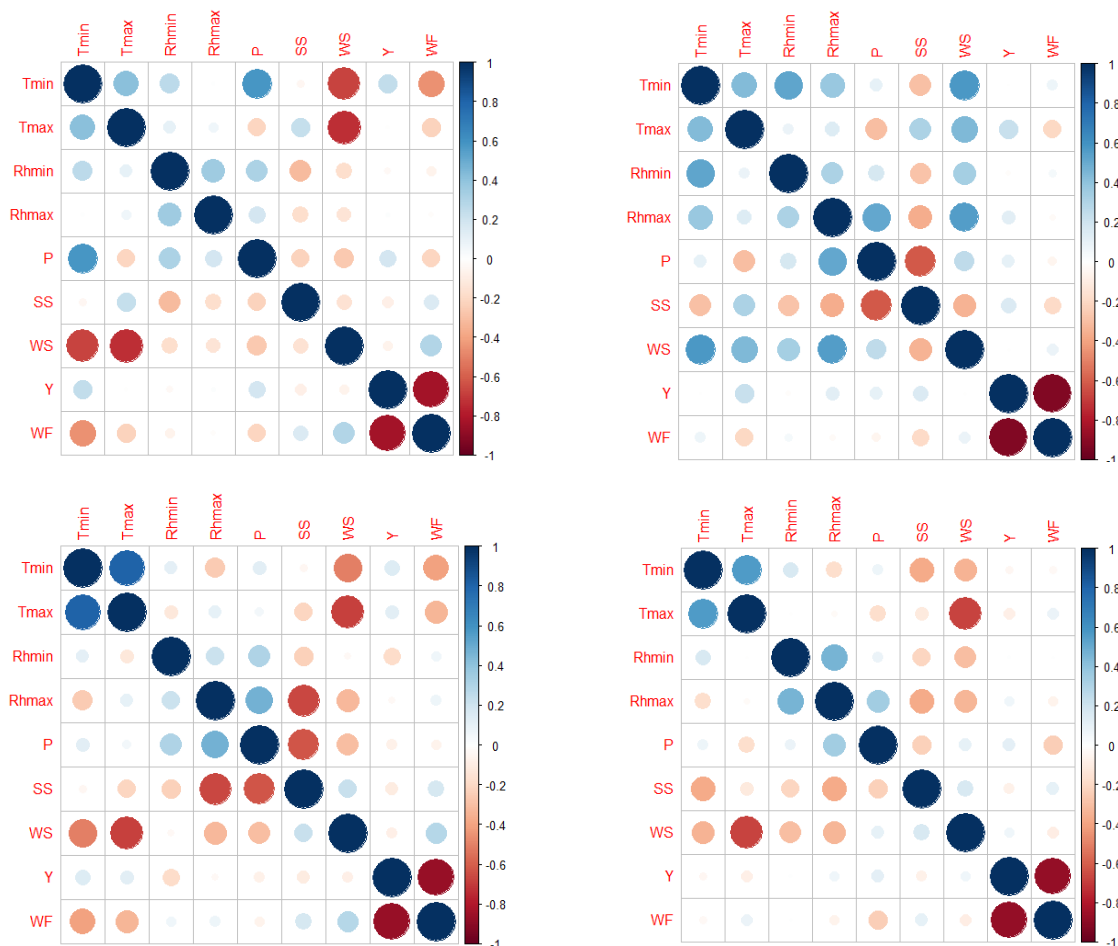 Tmin Tmax Rhmin Rhmax P SS WS Y WF
Tmin
Tmax
Rhmin
Rhmax
P
SS
WS
Y
WF
1
0.8
0.6
0.4
0.2
0
-0.2
-0.4
-0.6
-0.8
-1
Tmin Tmax Rhmin Rhmax P SS WS Y WF
Tmin
Tmax
Rhmin
Rhmax
P
SS
WS
Y
WF
1
0.8
0.6
0.4
0.2
0
-0.2
-0.4
-0.6
-0.8
-1
Tmin Tmax Rhmin Rhmax P SS WS Y WF
Tmin
Tmax
Rhmin
Rhmax
P
SS
WS
Y
WF
1
0.8
0.6
0.4
0.2
0
-0.2
-0.4
-0.6
-0.8
-1
Tmin Tmax Rhmin Rhmax P SS WS Y WF
Tmin
Tmax
Rhmin
Rhmax
P
SS
WS
Y
WF
1
0.8
0.6
0.4
0.2
0
-0.2
-0.4
-0.6
-0.8
-1